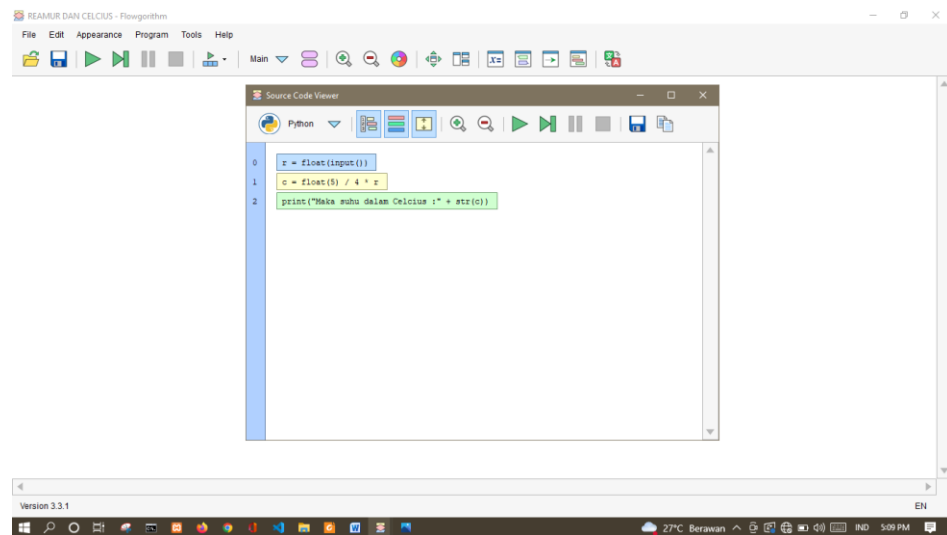 REAMUR DAN CELCIUS - Flowgorithm
File Edit Appearance Program Tools Help
Main
Source Code Viewer
Python
0 r = float(input())
1 c = float(5) / 4 * r
2 print("Maka suhu dalam Celcius :" + str(c))
Version 3.3.1 EN
27°C Berawan IND 5:09 PM